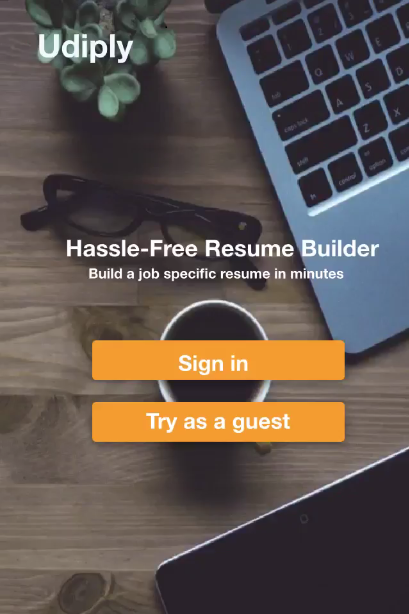 Udiply
Hassle-Free Resume Builder
Build a job specific resume in minutes
Sign in
Try as a guest